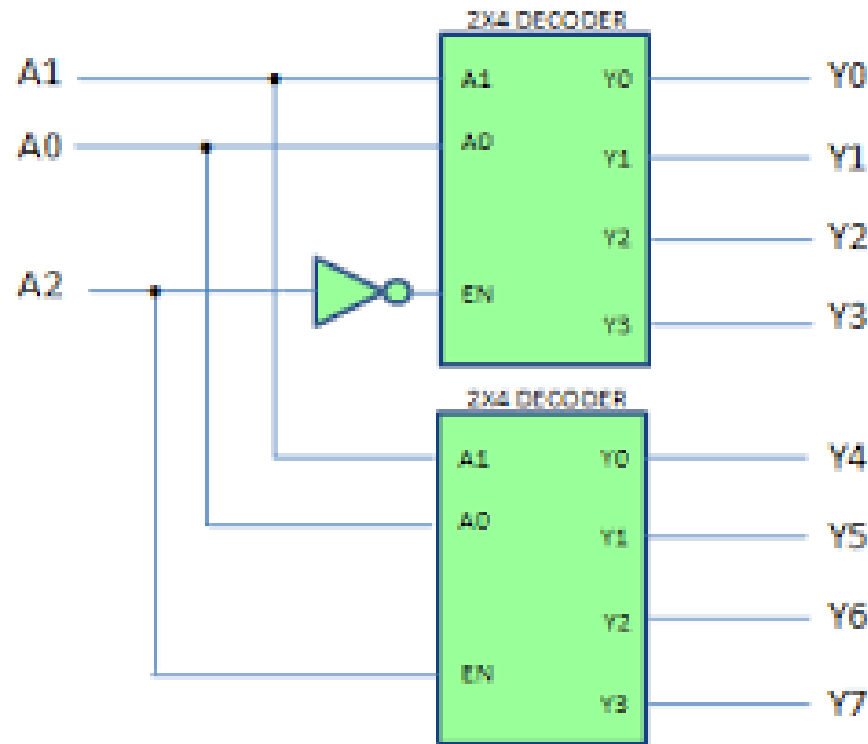 2X4 DECODER
A1 A1 Y0 Y0
A0 A0 Y1 Y1
Y2 Y2
A2 EN
Y3 Y3
2X4 DECODER
A1 Y0 Y4
A0 Y1 Y5
Y2 Y6
EN
Y3 Y7